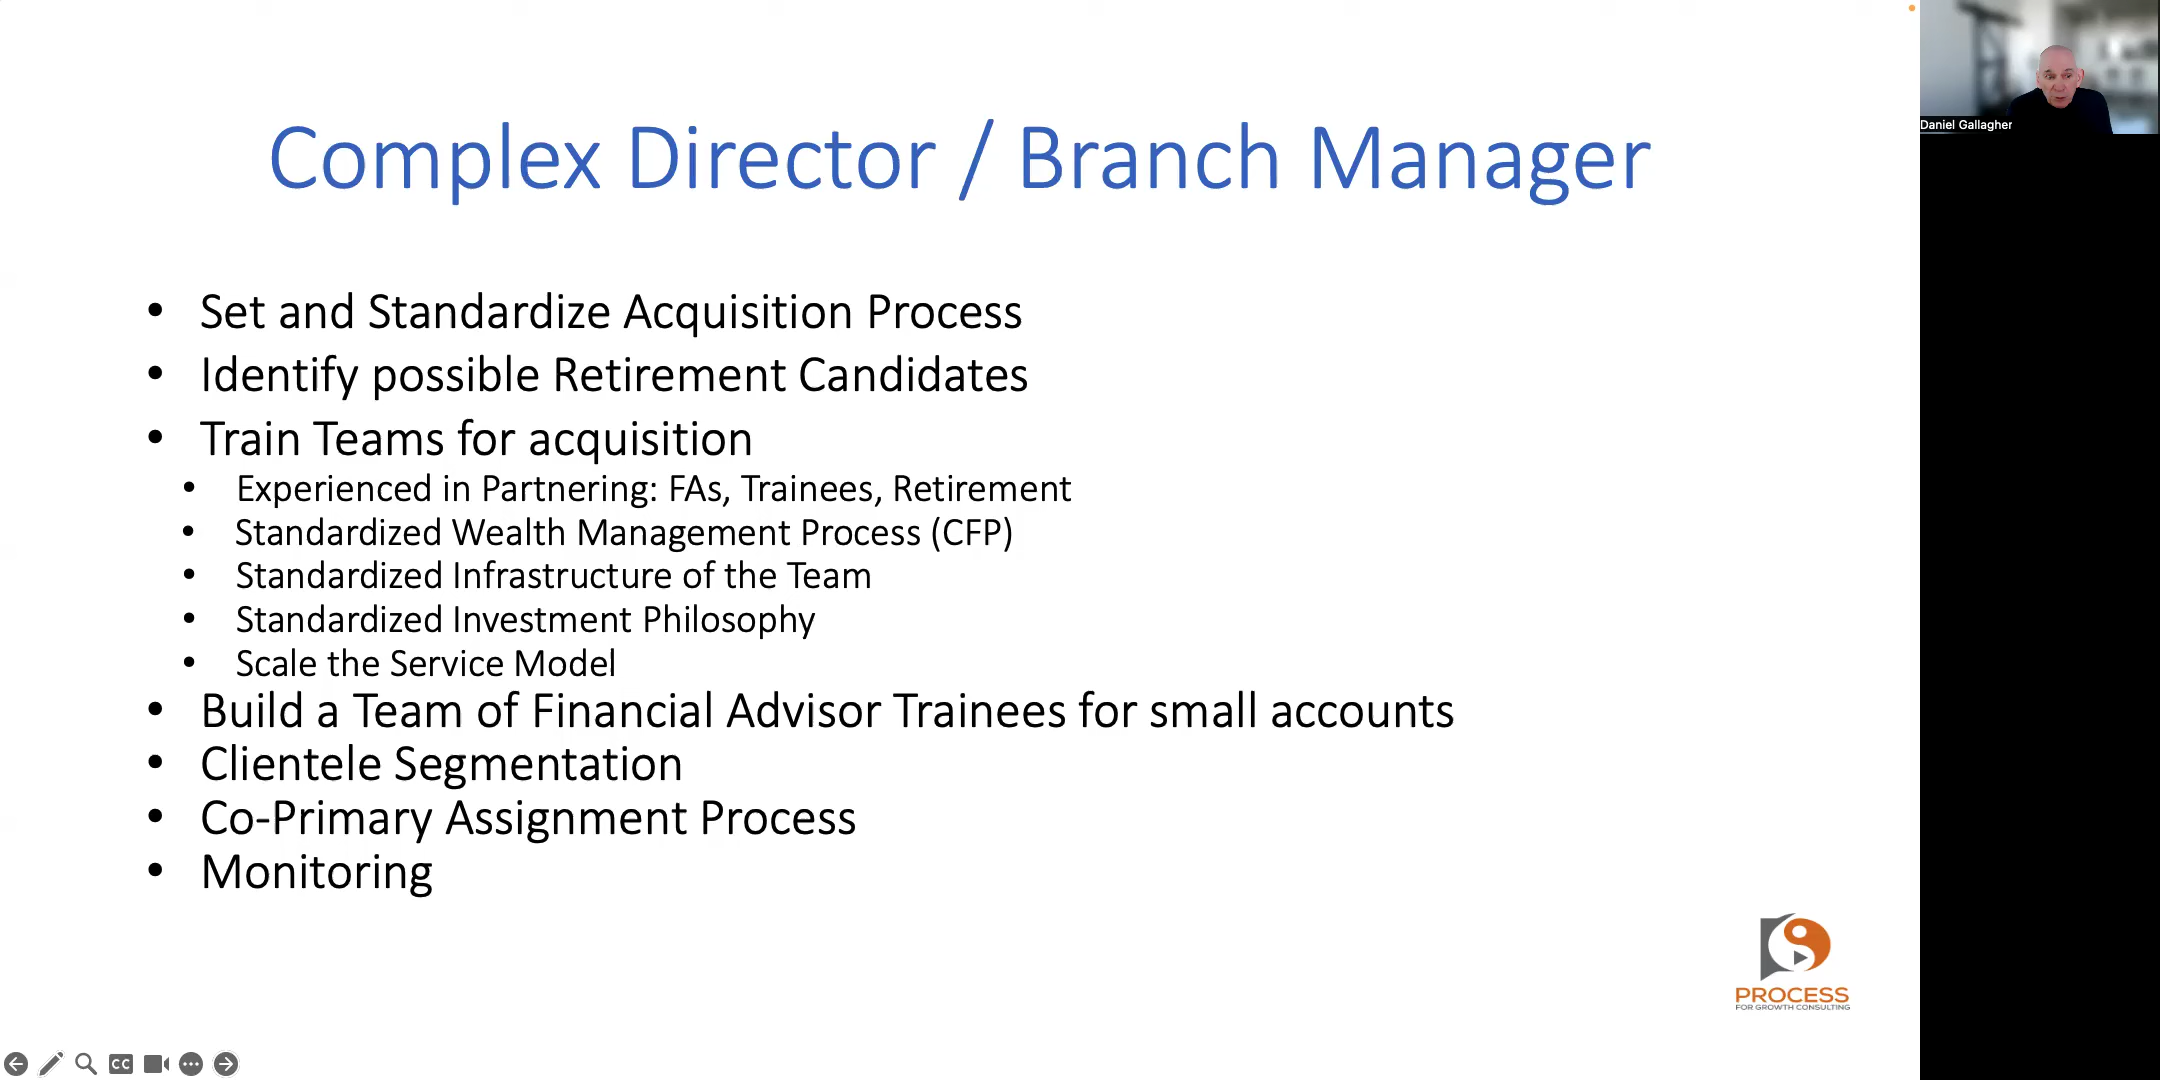 Complex Director / Branch Manager
Daniel Gallagher
• Set and Standardize Acquisition Process
• Identify possible Retirement Candidates
• Train Teams for acquisition
• Experienced in Partnering: FAs, Trainees, Retirement
• Standardized Wealth Management Process (CFP)
• Standardized Infrastructure of the Team
• Standardized Investment Philosophy
• Scale the Service Model
• Build a Team of Financial Advisor Trainees for small accounts
• Clientele Segmentation
• Co-Primary Assignment Process
• Monitoring
PROCESS
FOR GROWTH CONSULTING
CC